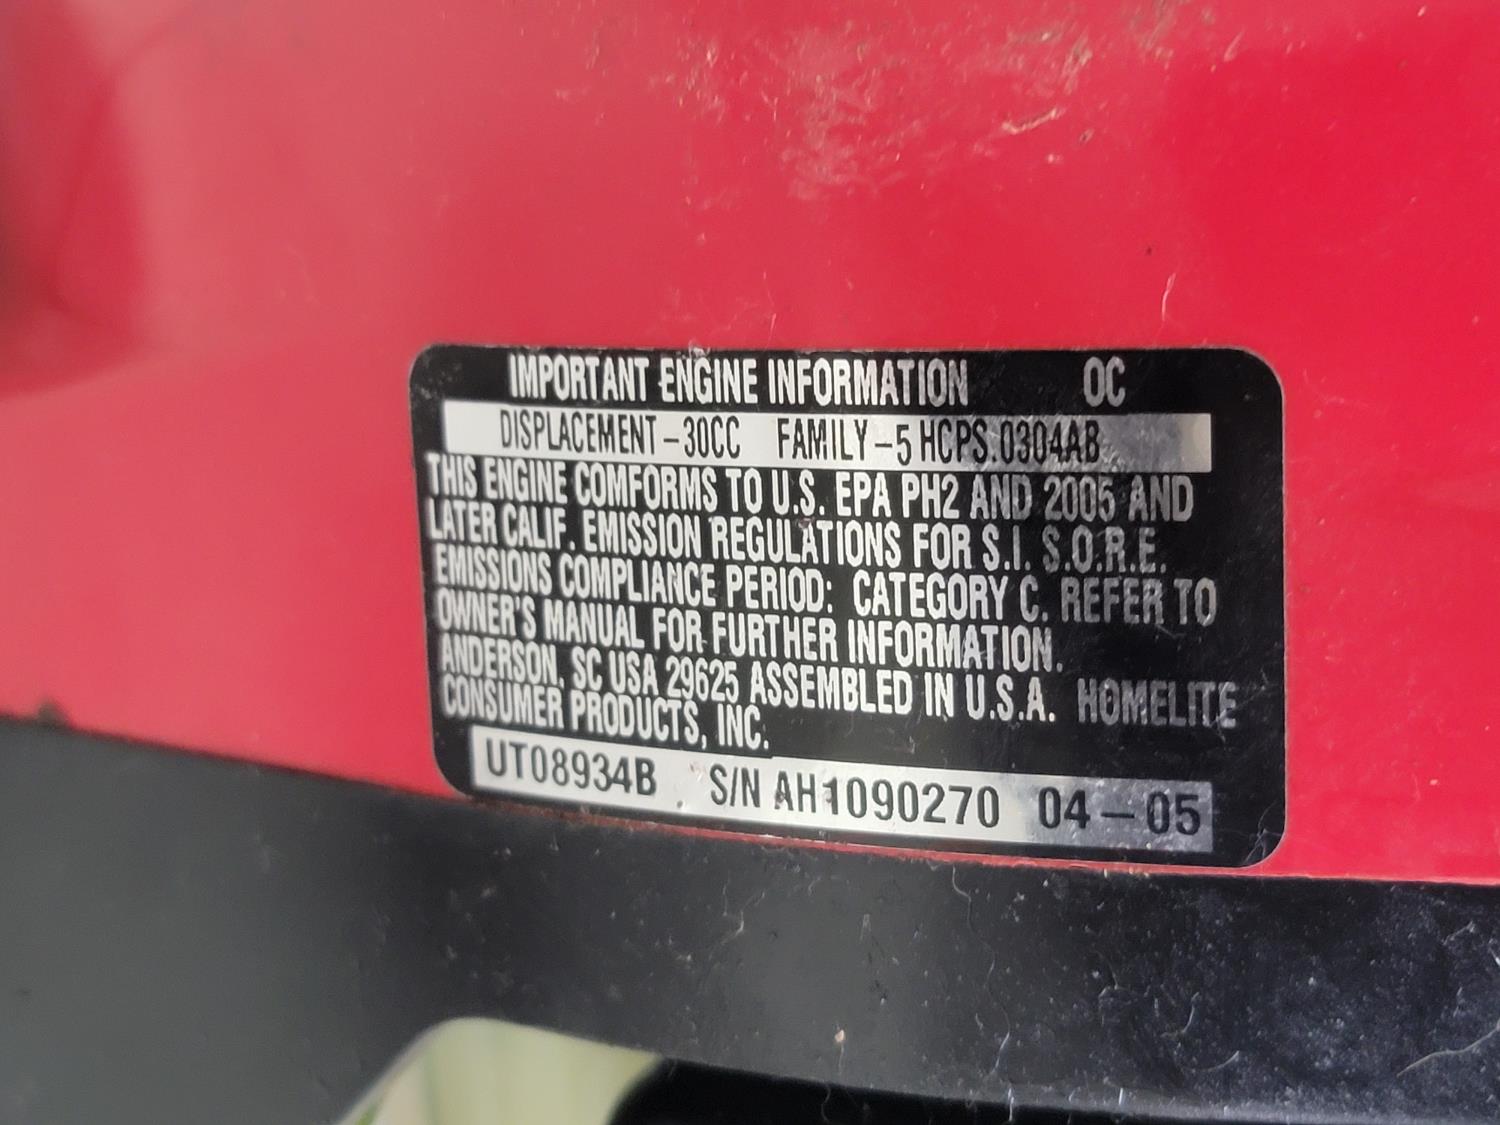 IMPORTANT ENGINE INFORMATION OC
DISPLACEMENT-30CC FAMILY-5HCPS.0304AB
THIS ENGINE COMFORMS TO U.S. EPA PH2 AND 2005 AND
LATER CALIF. EMISSION REGULATIONS FOR S.I. S.O.R.E.
EMISSIONS COMPLIANCE PERIOD: CATEGORY C. REFER TO
OWNER'S MANUAL FOR FURTHER INFORMATION.
ANDERSON, SC USA 29625 ASSEMBLED IN U.S.A. HOMELITE
CONSUMER PRODUCTS, INC.
UT08934B S/N AH1090270 04-05